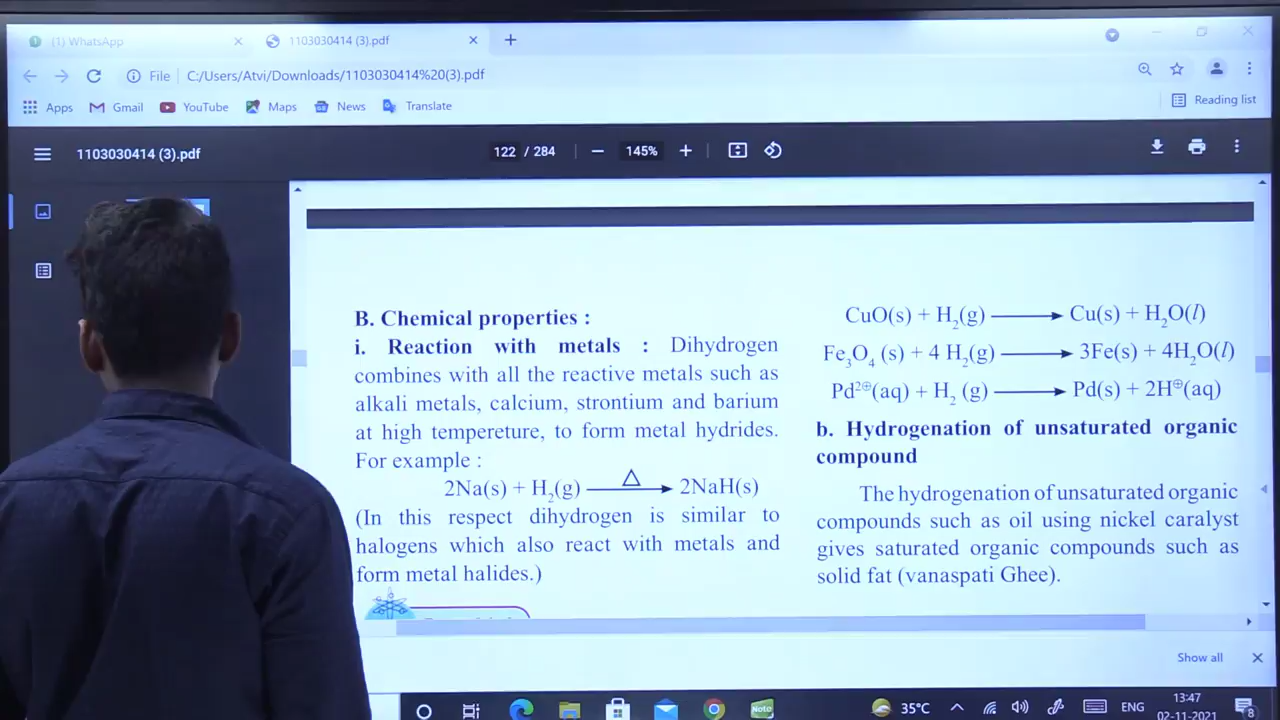 (1) WhatsApp
1103030414 (3).pdf
File
C:/Users/Atvi/Downloads/1103030414%20(3).pdf
Apps
Gmail
YouTube
Maps
News
Translate
Reading list
1103030414 (3).pdf
122 / 284
145%
B. Chemical properties :
i. Reaction with metals : Dihydrogen
combines with all the reactive metals such as
alkali metals, calcium, strontium and barium
at high tempereture, to form metal hydrides.
For example :
2Na(s) + H₂(g) —△→ 2NaH(s)
(In this respect dihydrogen is similar to
halogens which also react with metals and
form metal halides.)
CuO(s) + H₂(g) ⟶ Cu(s) + H₂O(l)
Fe₃O₄ (s) + 4 H₂(g) ⟶ 3Fe(s) + 4H₂O(l)
Pd²⊕(aq) + H₂ (g) ⟶ Pd(s) + 2H⊕(aq)
b. Hydrogenation of unsaturated organic
compound
The hydrogenation of unsaturated organic
compounds such as oil using nickel caralyst
gives saturated organic compounds such as
solid fat (vanaspati Ghee).
Show all
Note
35°C
ENG
13:47
02-11-2021
8